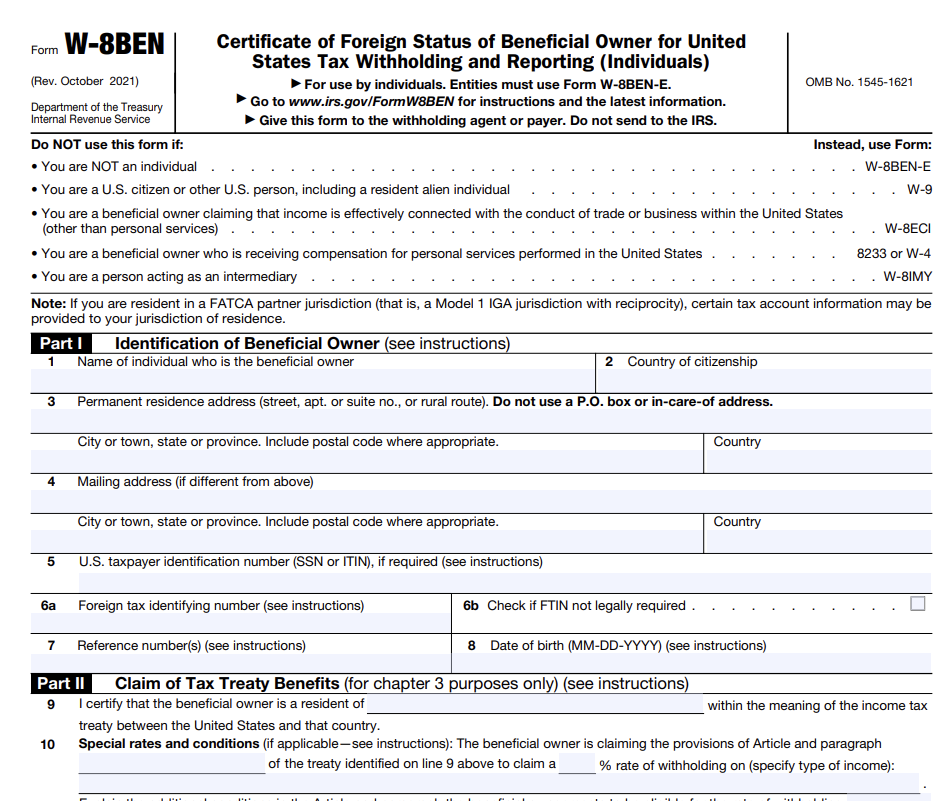 Form W-8BEN
(Rev. October 2021)
Department of the Treasury
Internal Revenue Service
Certificate of Foreign Status of Beneficial Owner for United
States Tax Withholding and Reporting (Individuals)
▶ For use by individuals. Entities must use Form W-8BEN-E.
▶ Go to www.irs.gov/FormW8BEN for instructions and the latest information.
▶ Give this form to the withholding agent or payer. Do not send to the IRS.
OMB No. 1545-1621
Do NOT use this form if: Instead, use Form:
• You are NOT an individual . . . . . . . . . . . . . . . . . . . . . . . . . . . . . . . . . W-8BEN-E
• You are a U.S. citizen or other U.S. person, including a resident alien individual . . . . . . . . . . . . . . . . . . W-9
• You are a beneficial owner claiming that income is effectively connected with the conduct of trade or business within the United States
(other than personal services) . . . . . . . . . . . . . . . . . . . . . . . . . . . . . . . . W-8ECI
• You are a beneficial owner who is receiving compensation for personal services performed in the United States . . . . . . . 8233 or W-4
• You are a person acting as an intermediary . . . . . . . . . . . . . . . . . . . . . . . . . . . . W-8IMY
Note: If you are resident in a FATCA partner jurisdiction (that is, a Model 1 IGA jurisdiction with reciprocity), certain tax account information may be
provided to your jurisdiction of residence.
Part I Identification of Beneficial Owner (see instructions)
1 Name of individual who is the beneficial owner
2 Country of citizenship
3 Permanent residence address (street, apt. or suite no., or rural route). Do not use a P.O. box or in-care-of address.
City or town, state or province. Include postal code where appropriate.
Country
4 Mailing address (if different from above)
City or town, state or province. Include postal code where appropriate.
Country
5 U.S. taxpayer identification number (SSN or ITIN), if required (see instructions)
6a Foreign tax identifying number (see instructions)
6b Check if FTIN not legally required . . . . . . . . . . .
7 Reference number(s) (see instructions)
8 Date of birth (MM-DD-YYYY) (see instructions)
Part II Claim of Tax Treaty Benefits (for chapter 3 purposes only) (see instructions)
9 I certify that the beneficial owner is a resident of within the meaning of the income tax
treaty between the United States and that country.
10 Special rates and conditions (if applicable—see instructions): The beneficial owner is claiming the provisions of Article and paragraph
of the treaty identified on line 9 above to claim a % rate of withholding on (specify type of income):
.